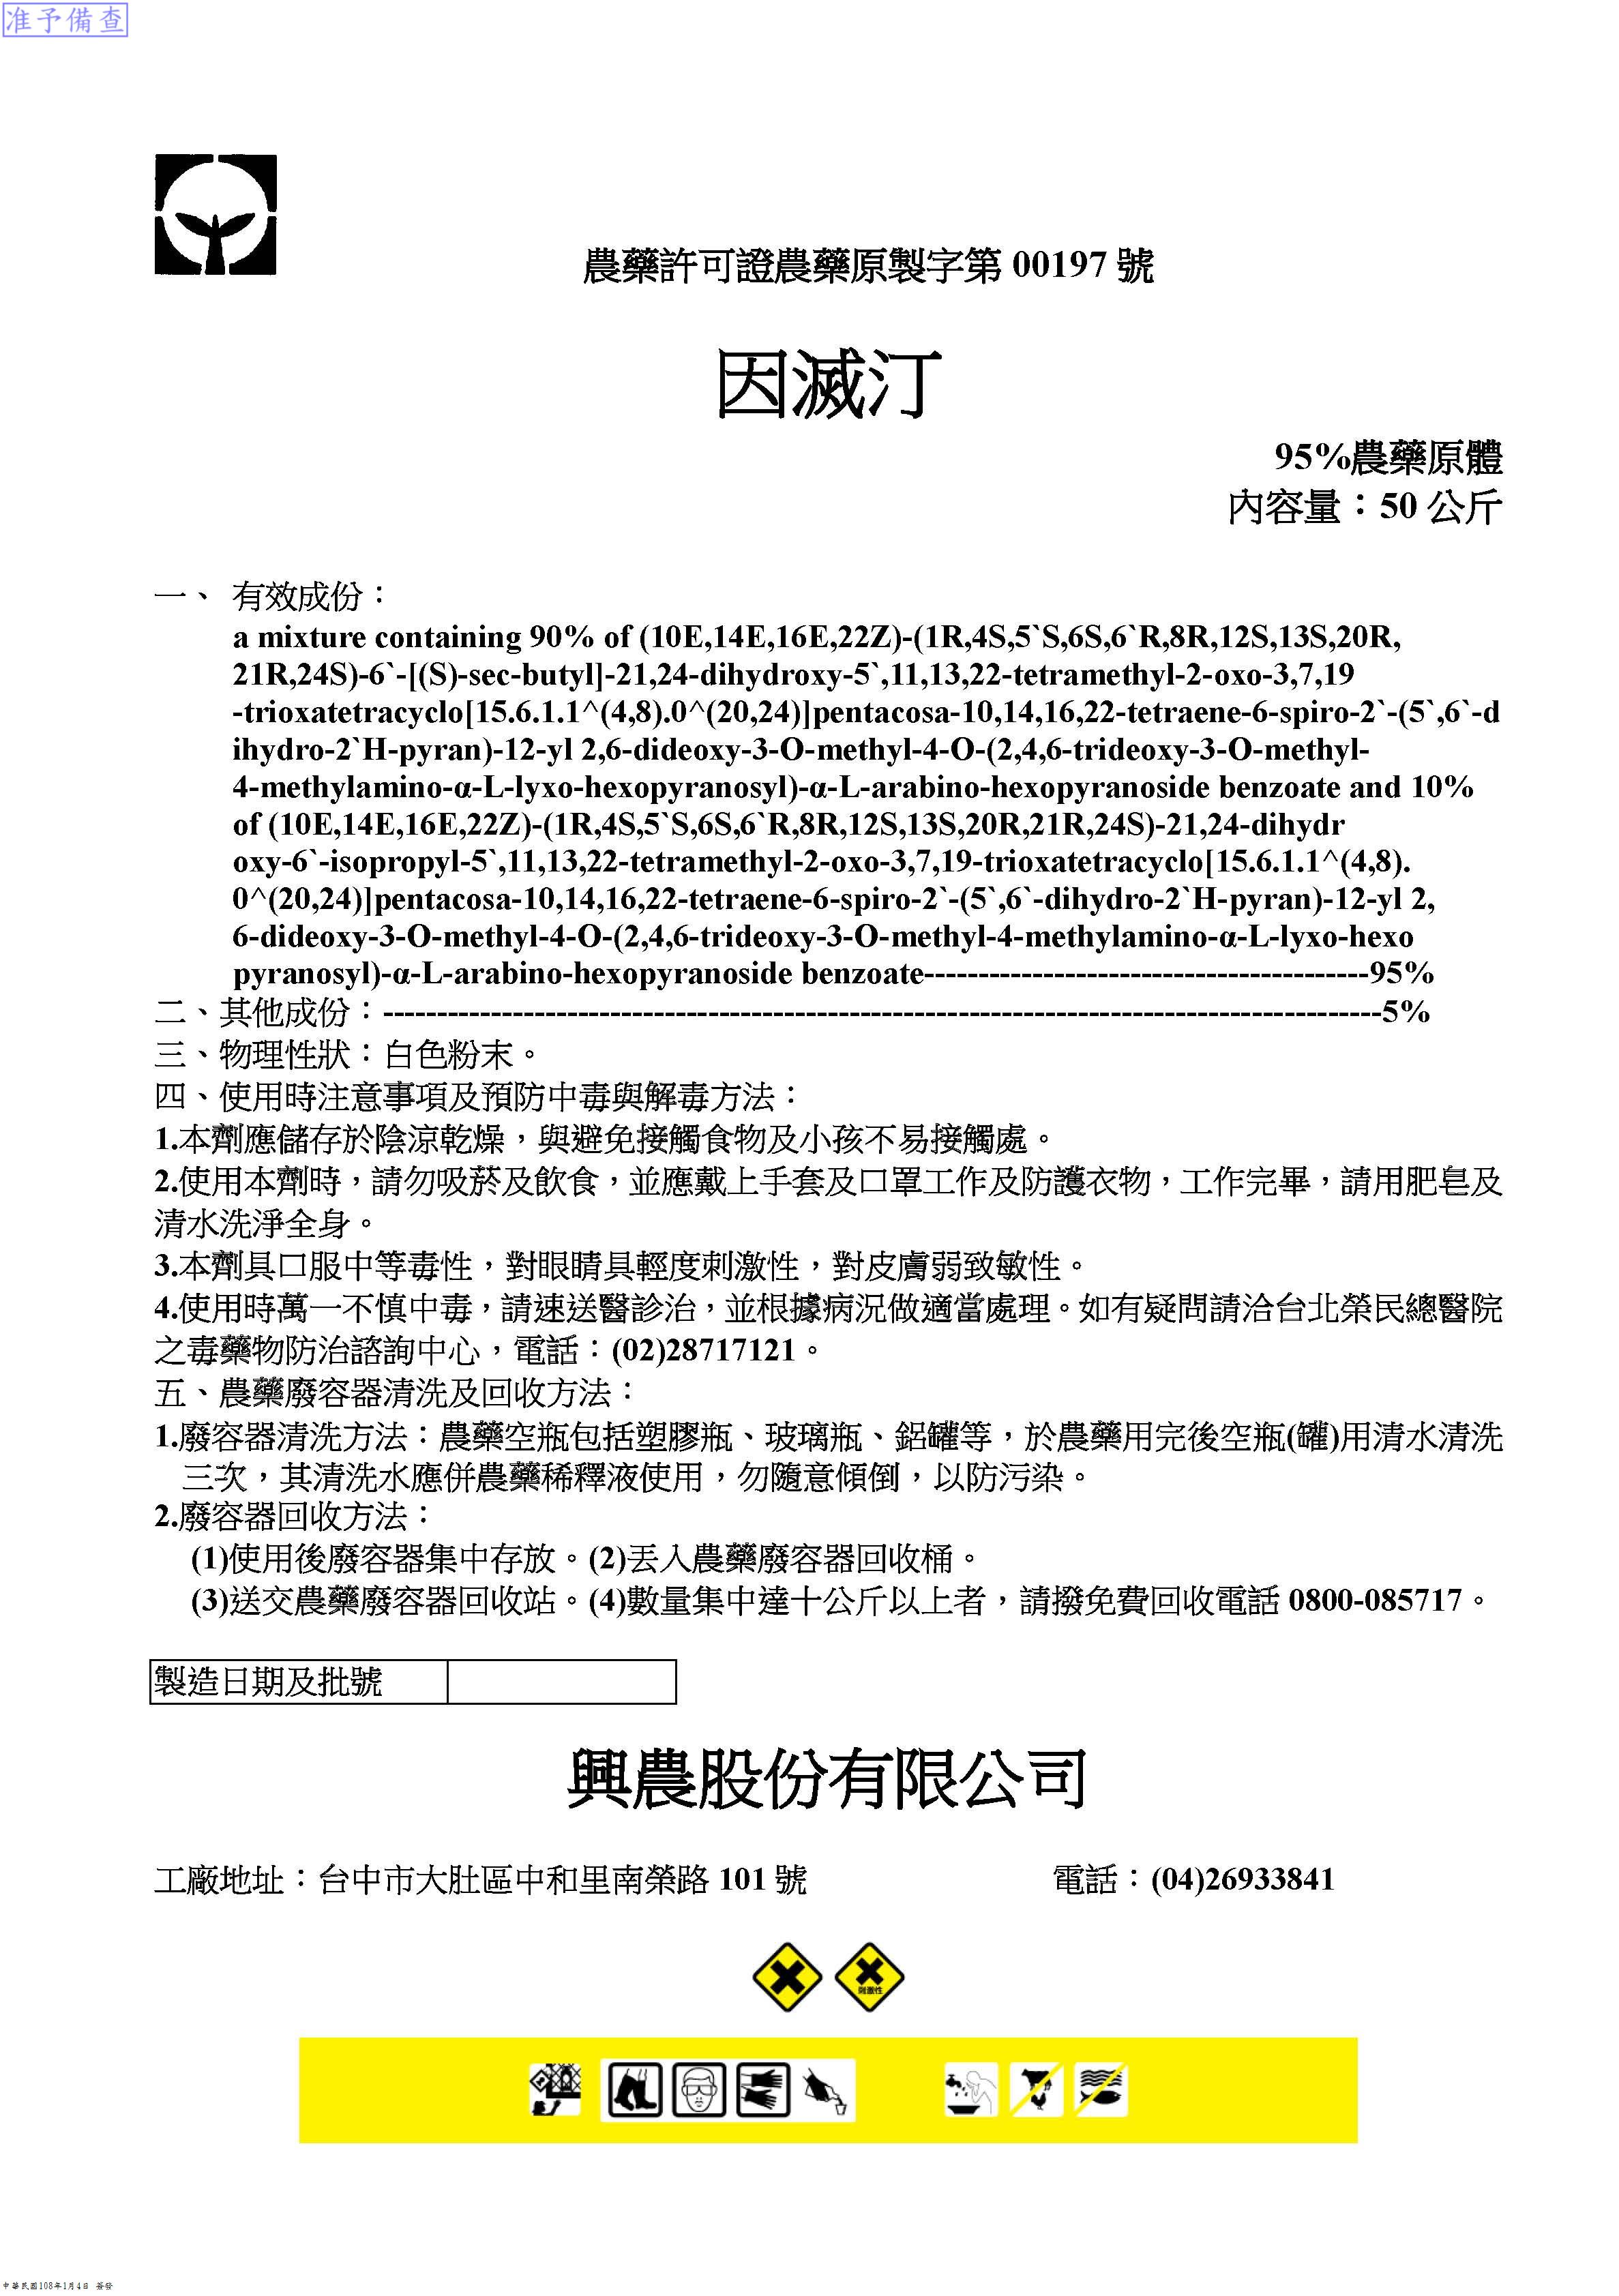 准予備查
農藥許可證農藥原製字第 00197 號
因滅汀
95%農藥原體
內容量：50 公斤
一、 有效成份：
a mixture containing 90% of (10E,14E,16E,22Z)-(1R,4S,5`S,6S,6`R,8R,12S,13S,20R,
21R,24S)-6`-[(S)-sec-butyl]-21,24-dihydroxy-5`,11,13,22-tetramethyl-2-oxo-3,7,19
-trioxatetracyclo[15.6.1.1^(4,8).0^(20,24)]pentacosa-10,14,16,22-tetraene-6-spiro-2`-(5`,6`-d
ihydro-2`H-pyran)-12-yl 2,6-dideoxy-3-O-methyl-4-O-(2,4,6-trideoxy-3-O-methyl-
4-methylamino-α-L-lyxo-hexopyranosyl)-α-L-arabino-hexopyranoside benzoate and 10%
of (10E,14E,16E,22Z)-(1R,4S,5`S,6S,6`R,8R,12S,13S,20R,21R,24S)-21,24-dihydr
oxy-6`-isopropyl-5`,11,13,22-tetramethyl-2-oxo-3,7,19-trioxatetracyclo[15.6.1.1^(4,8).
0^(20,24)]pentacosa-10,14,16,22-tetraene-6-spiro-2`-(5`,6`-dihydro-2`H-pyran)-12-yl 2,
6-dideoxy-3-O-methyl-4-O-(2,4,6-trideoxy-3-O-methyl-4-methylamino-α-L-lyxo-hexo
pyranosyl)-α-L-arabino-hexopyranoside benzoate-----------------------------------------95%
二、其他成份：--------------------------------------------------------------------------------------------5%
三、物理性狀：白色粉末。
四、使用時注意事項及預防中毒與解毒方法：
1.本劑應儲存於陰涼乾燥，與避免接觸食物及小孩不易接觸處。
2.使用本劑時，請勿吸菸及飲食，並應戴上手套及口罩工作及防護衣物，工作完畢，請用肥皂及
清水洗淨全身。
3.本劑具口服中等毒性，對眼睛具輕度刺激性，對皮膚弱致敏性。
4.使用時萬一不慎中毒，請速送醫診治，並根據病況做適當處理。如有疑問請洽台北榮民總醫院
之毒藥物防治諮詢中心，電話：(02)28717121。
五、農藥廢容器清洗及回收方法：
1.廢容器清洗方法：農藥空瓶包括塑膠瓶、玻璃瓶、鋁罐等，於農藥用完後空瓶(罐)用清水清洗
三次，其清洗水應併農藥稀釋液使用，勿隨意傾倒，以防污染。
2.廢容器回收方法：
(1)使用後廢容器集中存放。(2)丟入農藥廢容器回收桶。
(3)送交農藥廢容器回收站。(4)數量集中達十公斤以上者，請撥免費回收電話 0800-085717。
製造日期及批號
興農股份有限公司
工廠地址：台中市大肚區中和里南榮路 101 號 電話：(04)26933841
刺激性
中華民國108年1月4日 簽發